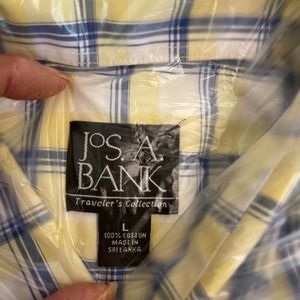 JOS. A.
BANK
Traveler's Collection
L
100% COTTON
MADE IN
SRI LANKA